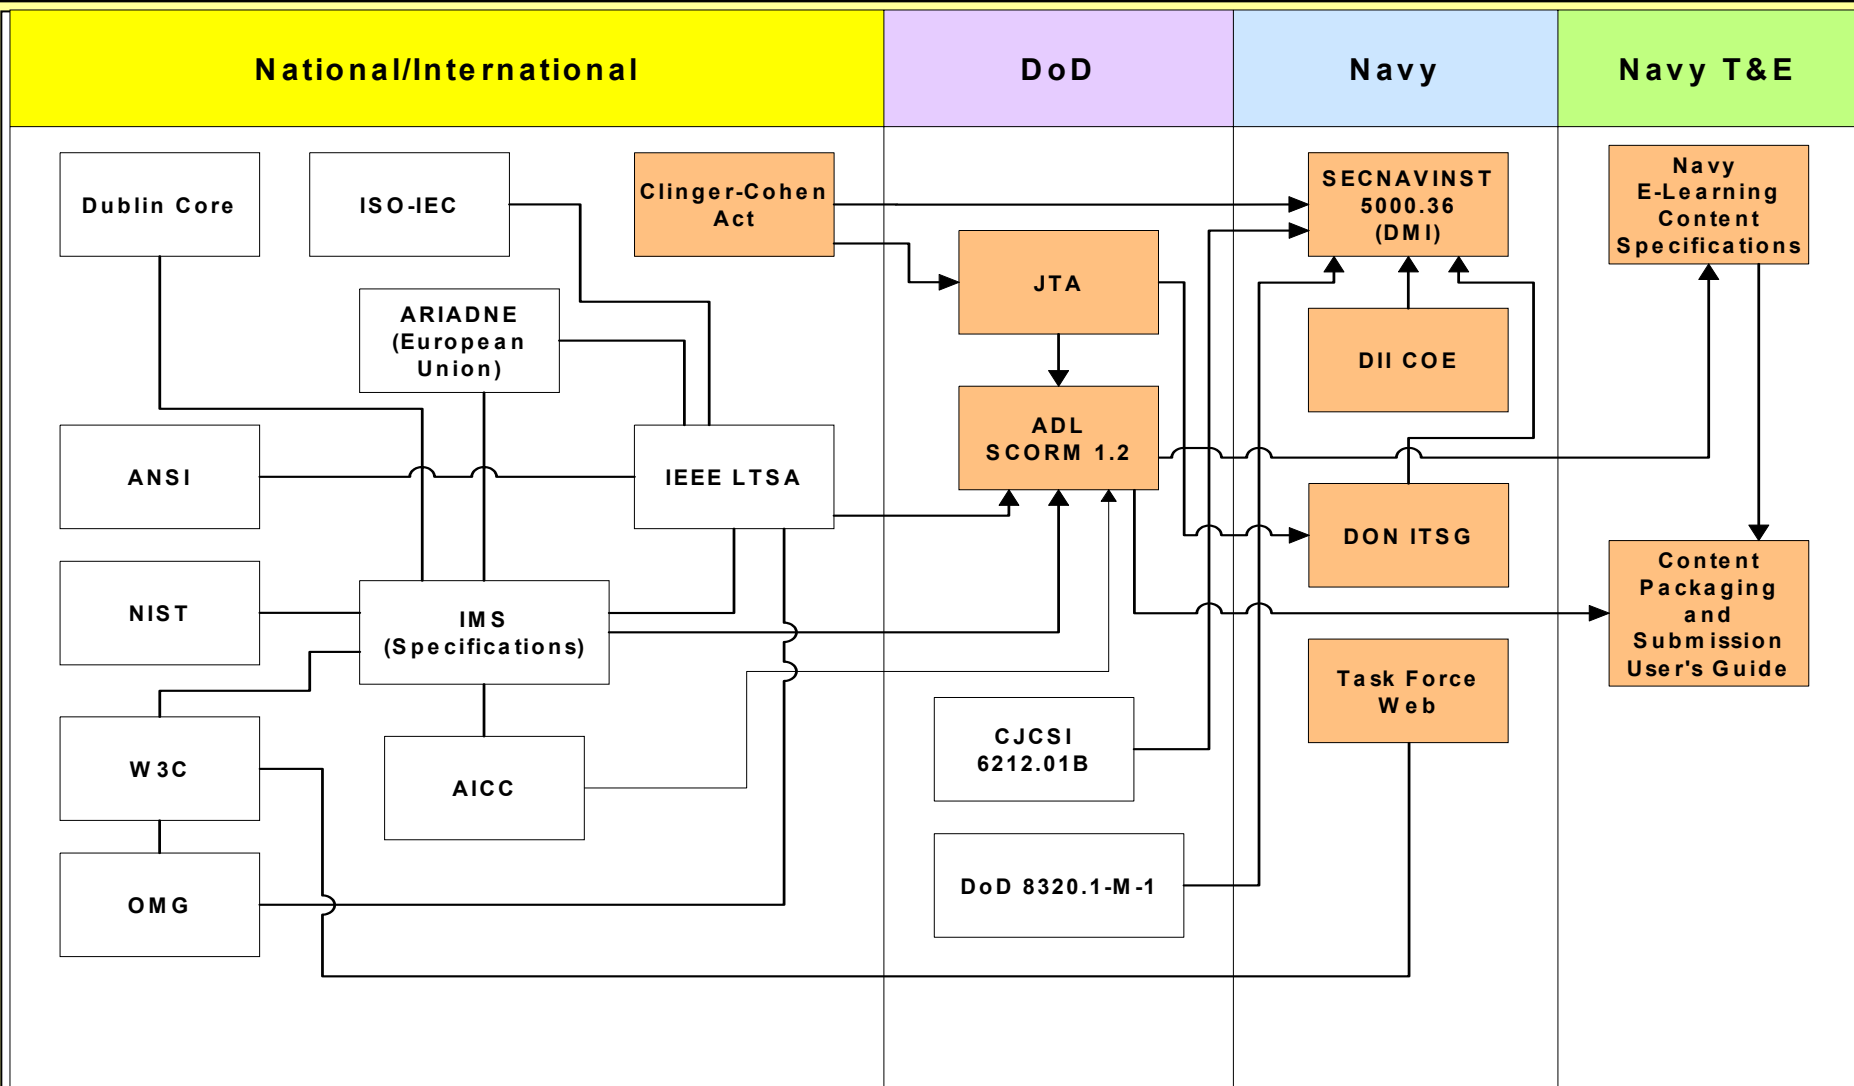 National/International
DoD
Navy
Navy T&E
Dublin Core
ISO-IEC
Clinger-Cohen
Act
SECNAVINST
5000.36
(DMI)
Navy
E-Learning
Content
Specifications
JTA
ARIADNE
(European
Union)
DII COE
ADL
SCORM 1.2
ANSI
IEEE LTSA
DON ITSG
Content
Packaging
and
Submission
User's Guide
NIST
IMS
(Specifications)
Task Force
Web
CJCSI
6212.01B
W3C
AICC
DoD 8320.1-M-1
OMG